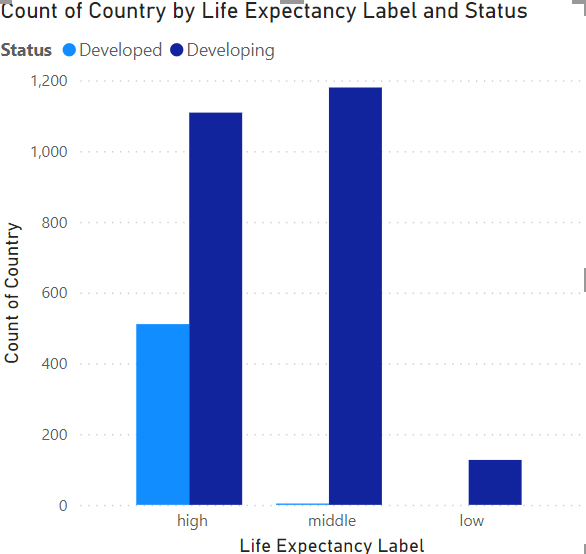 Count of Country by Life Expectancy Label and Status
Status Developed Developing
1,200
1,000
800
600
400
200
0
Count of Country
high middle low
Life Expectancy Label